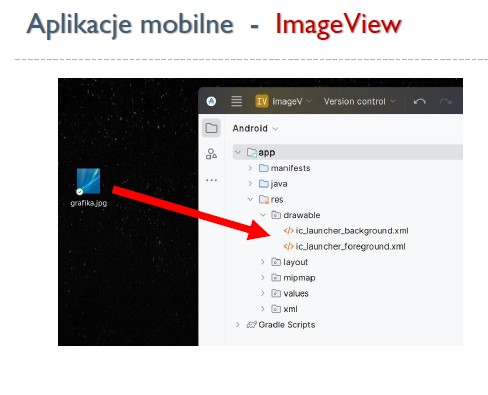 Aplikacje mobilne - ImageView
IV imageV Version control
Android
app
manifests
java
res
drawable
grafika.jpg
</> ic_launcher_background.xml
</> ic_launcher_foreground.xml
layout
mipmap
values
xml
Gradle Scripts